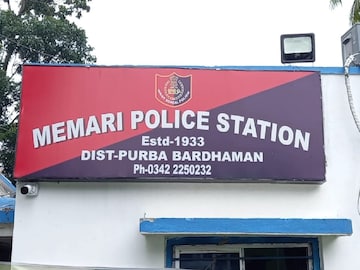 MEMARI POLICE STATION
Estd-1933
DIST-PURBA BARDHAMAN
Ph-0342 2250232